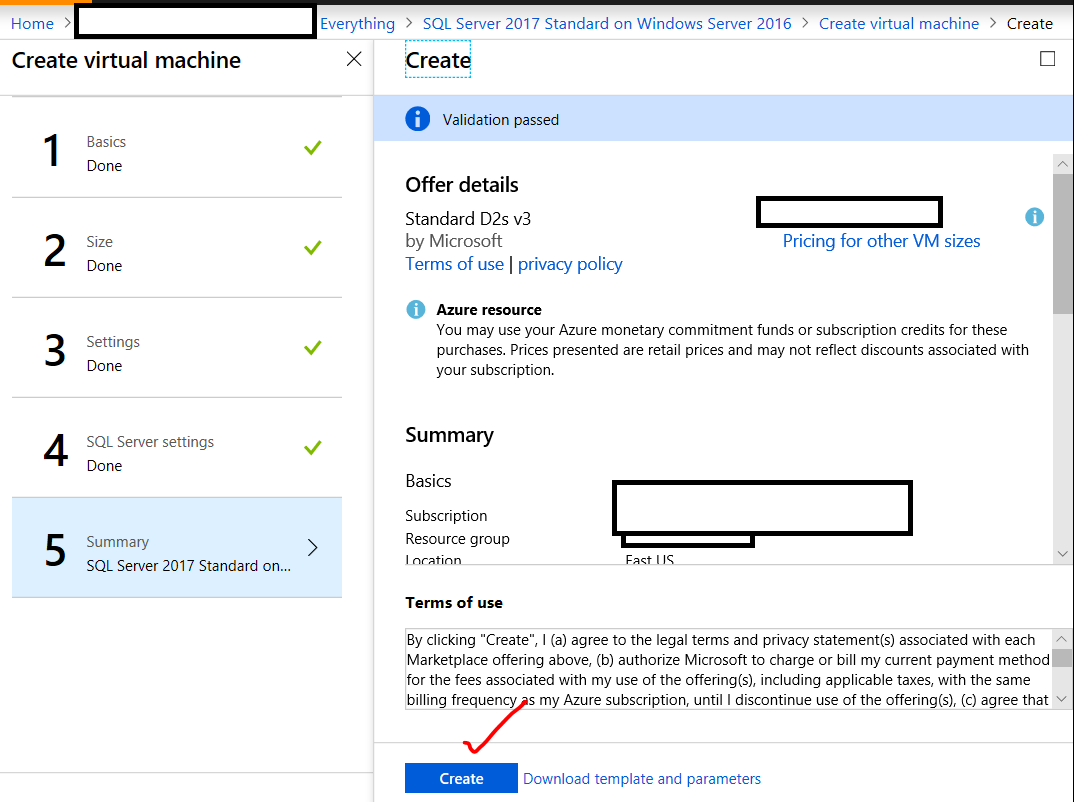 Home > Everything > SQL Server 2017 Standard on Windows Server 2016 > Create virtual machine > Create
Create virtual machine
1
Basics
Done
2
Size
Done
3
Settings
Done
4
SQL Server settings
Done
5
Summary
SQL Server 2017 Standard on...
Create
Validation passed
Offer details
Standard D2s v3
by Microsoft
Pricing for other VM sizes
Terms of use | privacy policy
Azure resource
You may use your Azure monetary commitment funds or subscription credits for these
purchases. Prices presented are retail prices and may not reflect discounts associated with
your subscription.
Summary
Basics
Subscription
Resource group
Location East US
Terms of use
By clicking "Create", I (a) agree to the legal terms and privacy statement(s) associated with each
Marketplace offering above, (b) authorize Microsoft to charge or bill my current payment method
for the fees associated with my use of the offering(s), including applicable taxes, with the same
billing frequency as my Azure subscription, until I discontinue use of the offering(s), (c) agree that
Create
Download template and parameters